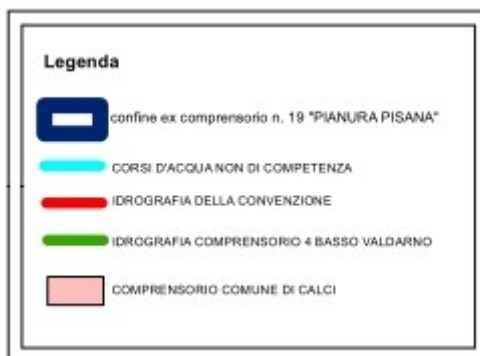 Legenda
confine ex comprensorio n. 19 "PIANURA PISANA"
CORSI D'ACQUA NON DI COMPETENZA
IDROGRAFIA DELLA CONVENZIONE
IDROGRAFIA COMPRENSORIO 4 BASSO VALDARNO
COMPRENSORIO COMUNE DI CALCI